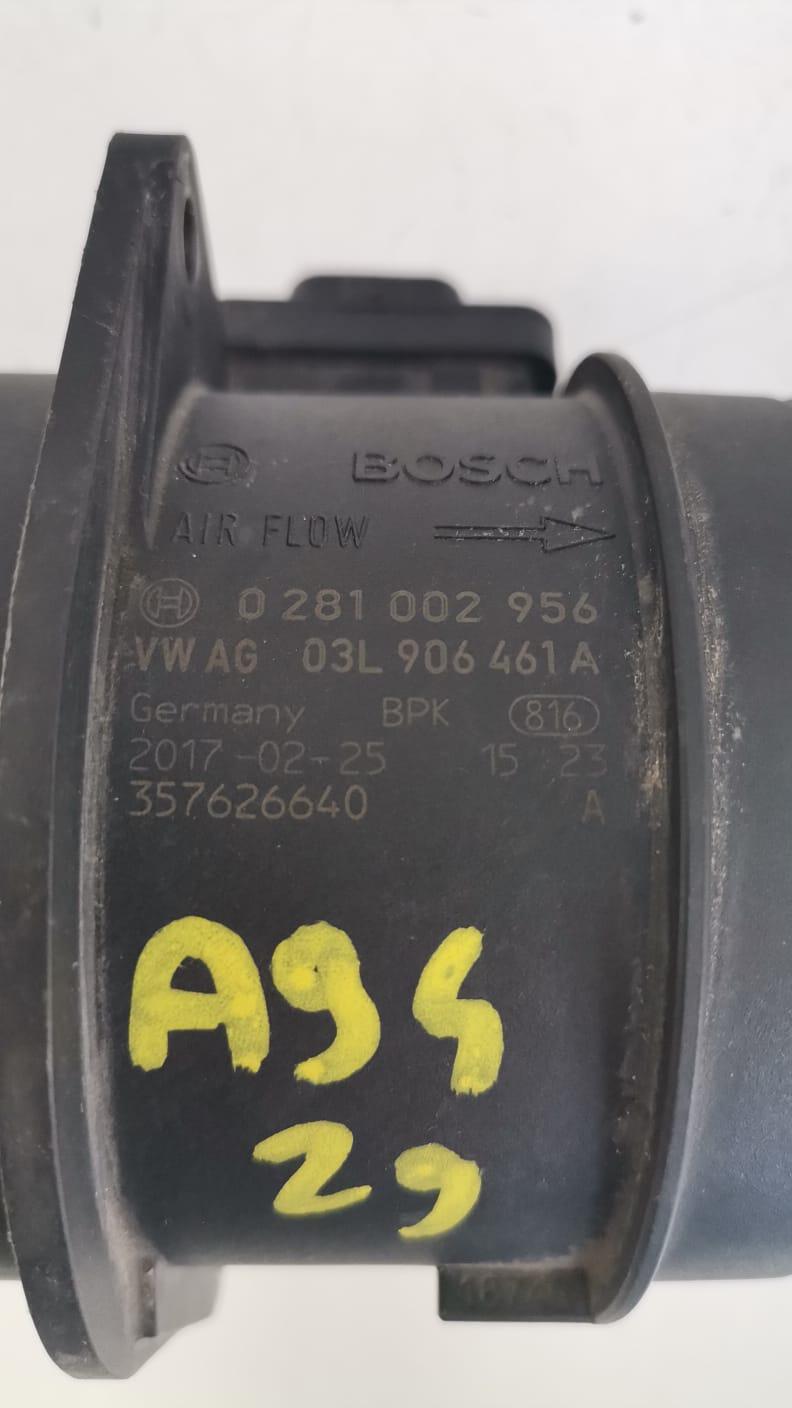 BOSCH
AIR FLOW
0 281 002 956
VW AG 03L 906 461 A
Germany BPK 816
2017-02-25 15 23
357626640 A
A94
29